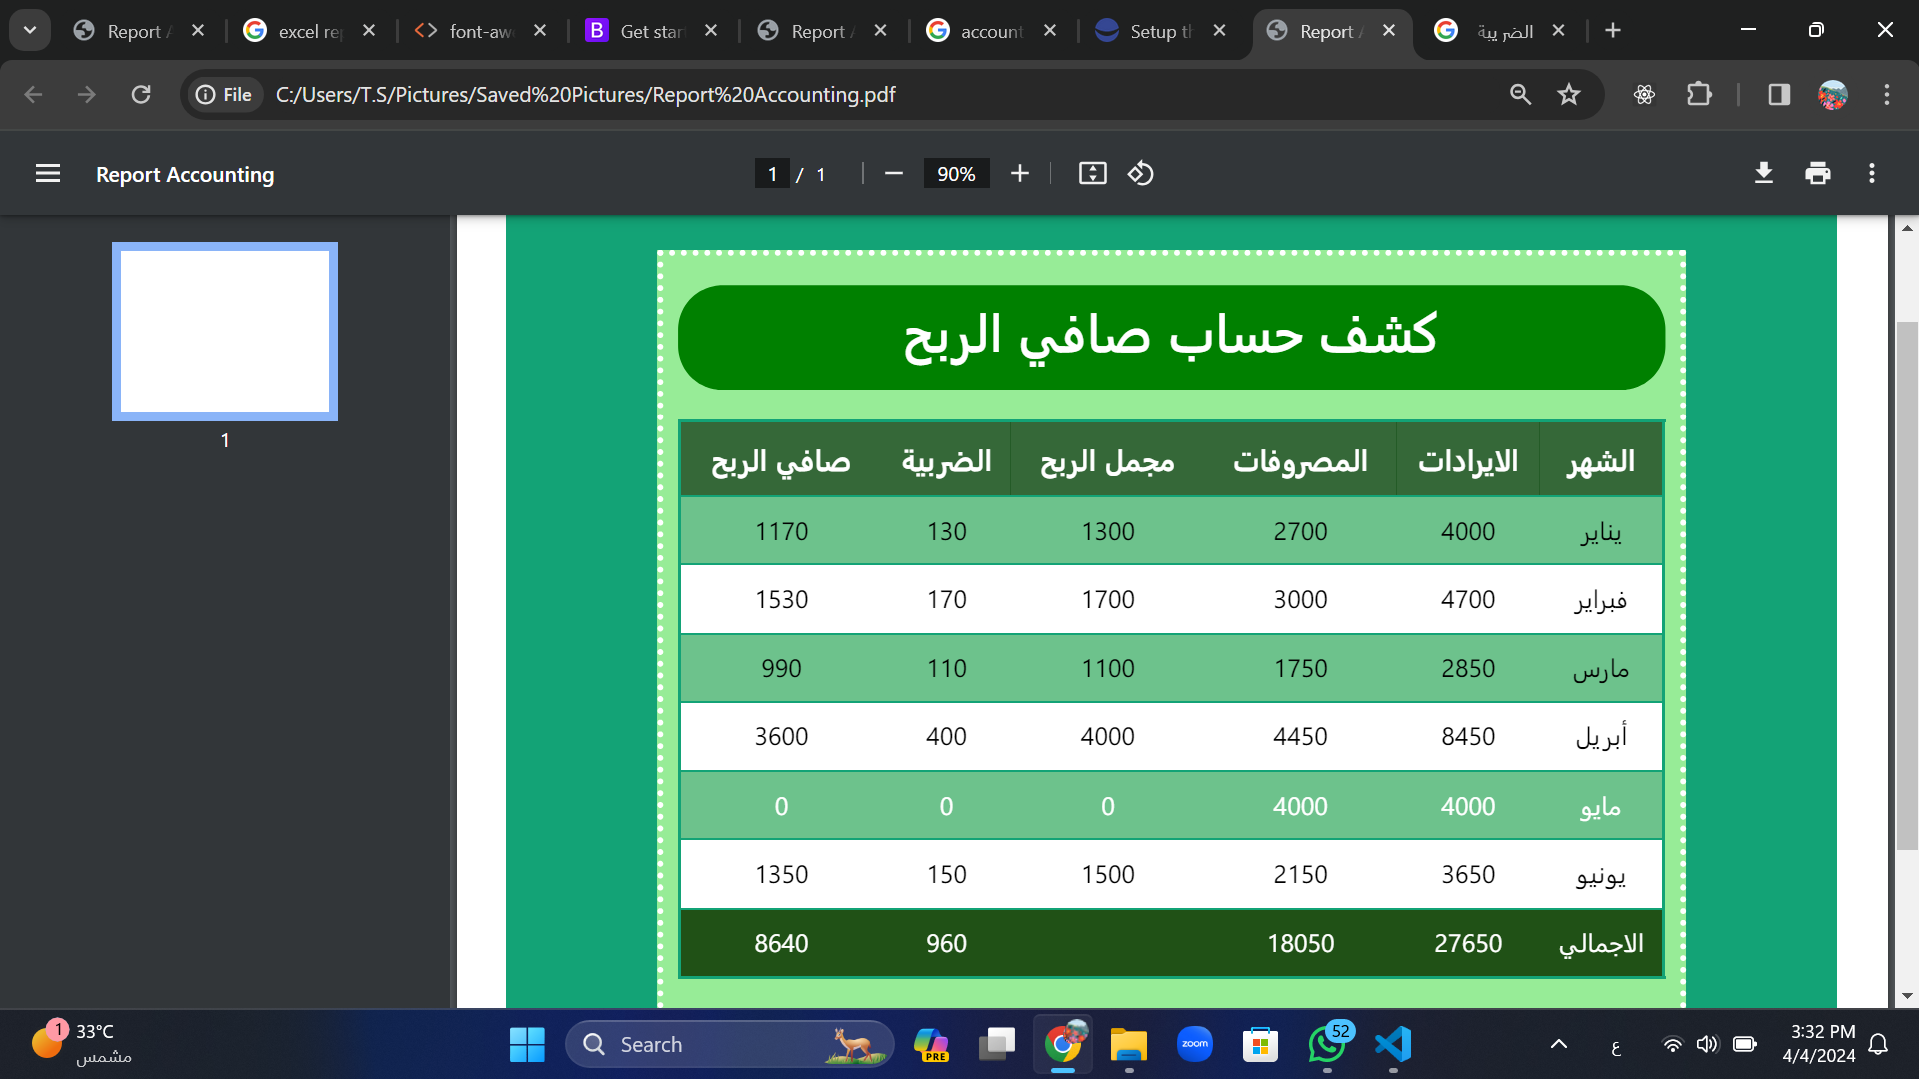 Report A
excel re
font-aw
Get star
Report A
account
Setup th
Report A
الضريبة
File C:/Users/T.S/Pictures/Saved%20Pictures/Report%20Accounting.pdf
Report Accounting 1 / 1 90%
1
كشف حساب صافي الربح
الشهر الايرادات المصروفات مجمل الربح الضريبة صافي الربح
يناير 4000 2700 1300 130 1170
فبراير 4700 3000 1700 170 1530
مارس 2850 1750 1100 110 990
أبريل 8450 4450 4000 400 3600
مايو 4000 4000 0 0 0
يونيو 3650 2150 1500 150 1350
الاجمالي 27650 18050 960 8640
1 33°C
مشمس
Search
PRE
zoom
52
ع
3:32 PM
4/4/2024